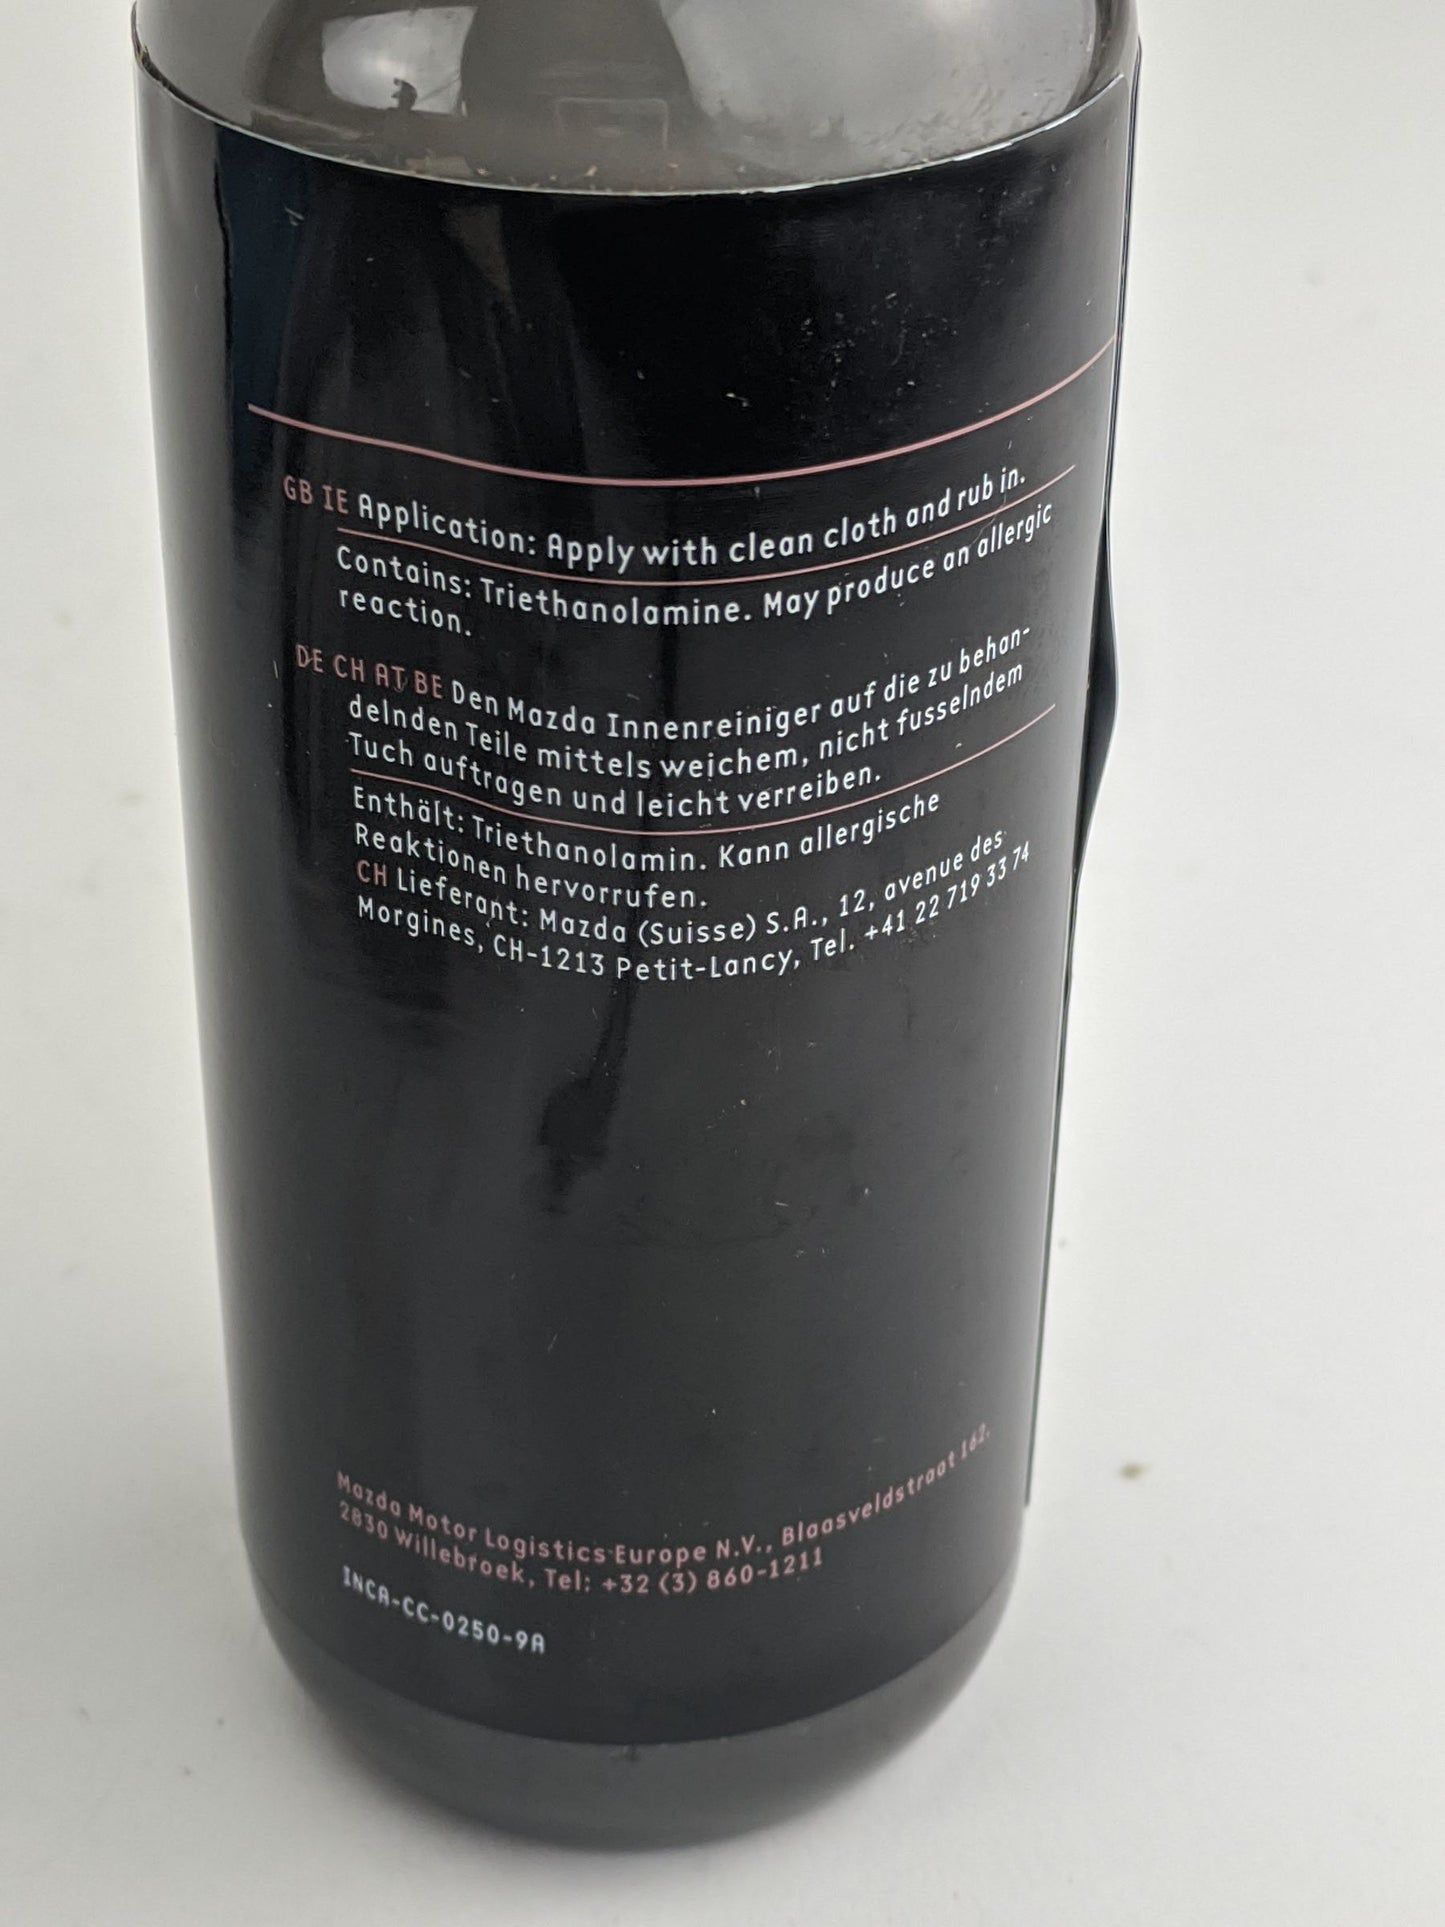 GB IE Application: Apply with clean cloth and rub in.
Contains: Triethanolamine. May produce an allergic
reaction.
DE CH AT BE Den Mazda Innenreiniger auf die zu behan-
delnden Teile mittels weichem, nicht fusselndem
Tuch auftragen und leicht verreiben.
Enthält: Triethanolamin. Kann allergische
Reaktionen hervorrufen.
CH Lieferant: Mazda (Suisse) S.A., 12, avenue des
Morgines, CH-1213 Petit-Lancy, Tel. +41 22 719 33 74
Mazda Motor Logistics Europe N.V., Blaasveldstraat 162,
2830 Willebroek, Tel: +32 (3) 860-1211
INCA-CC-0250-9A